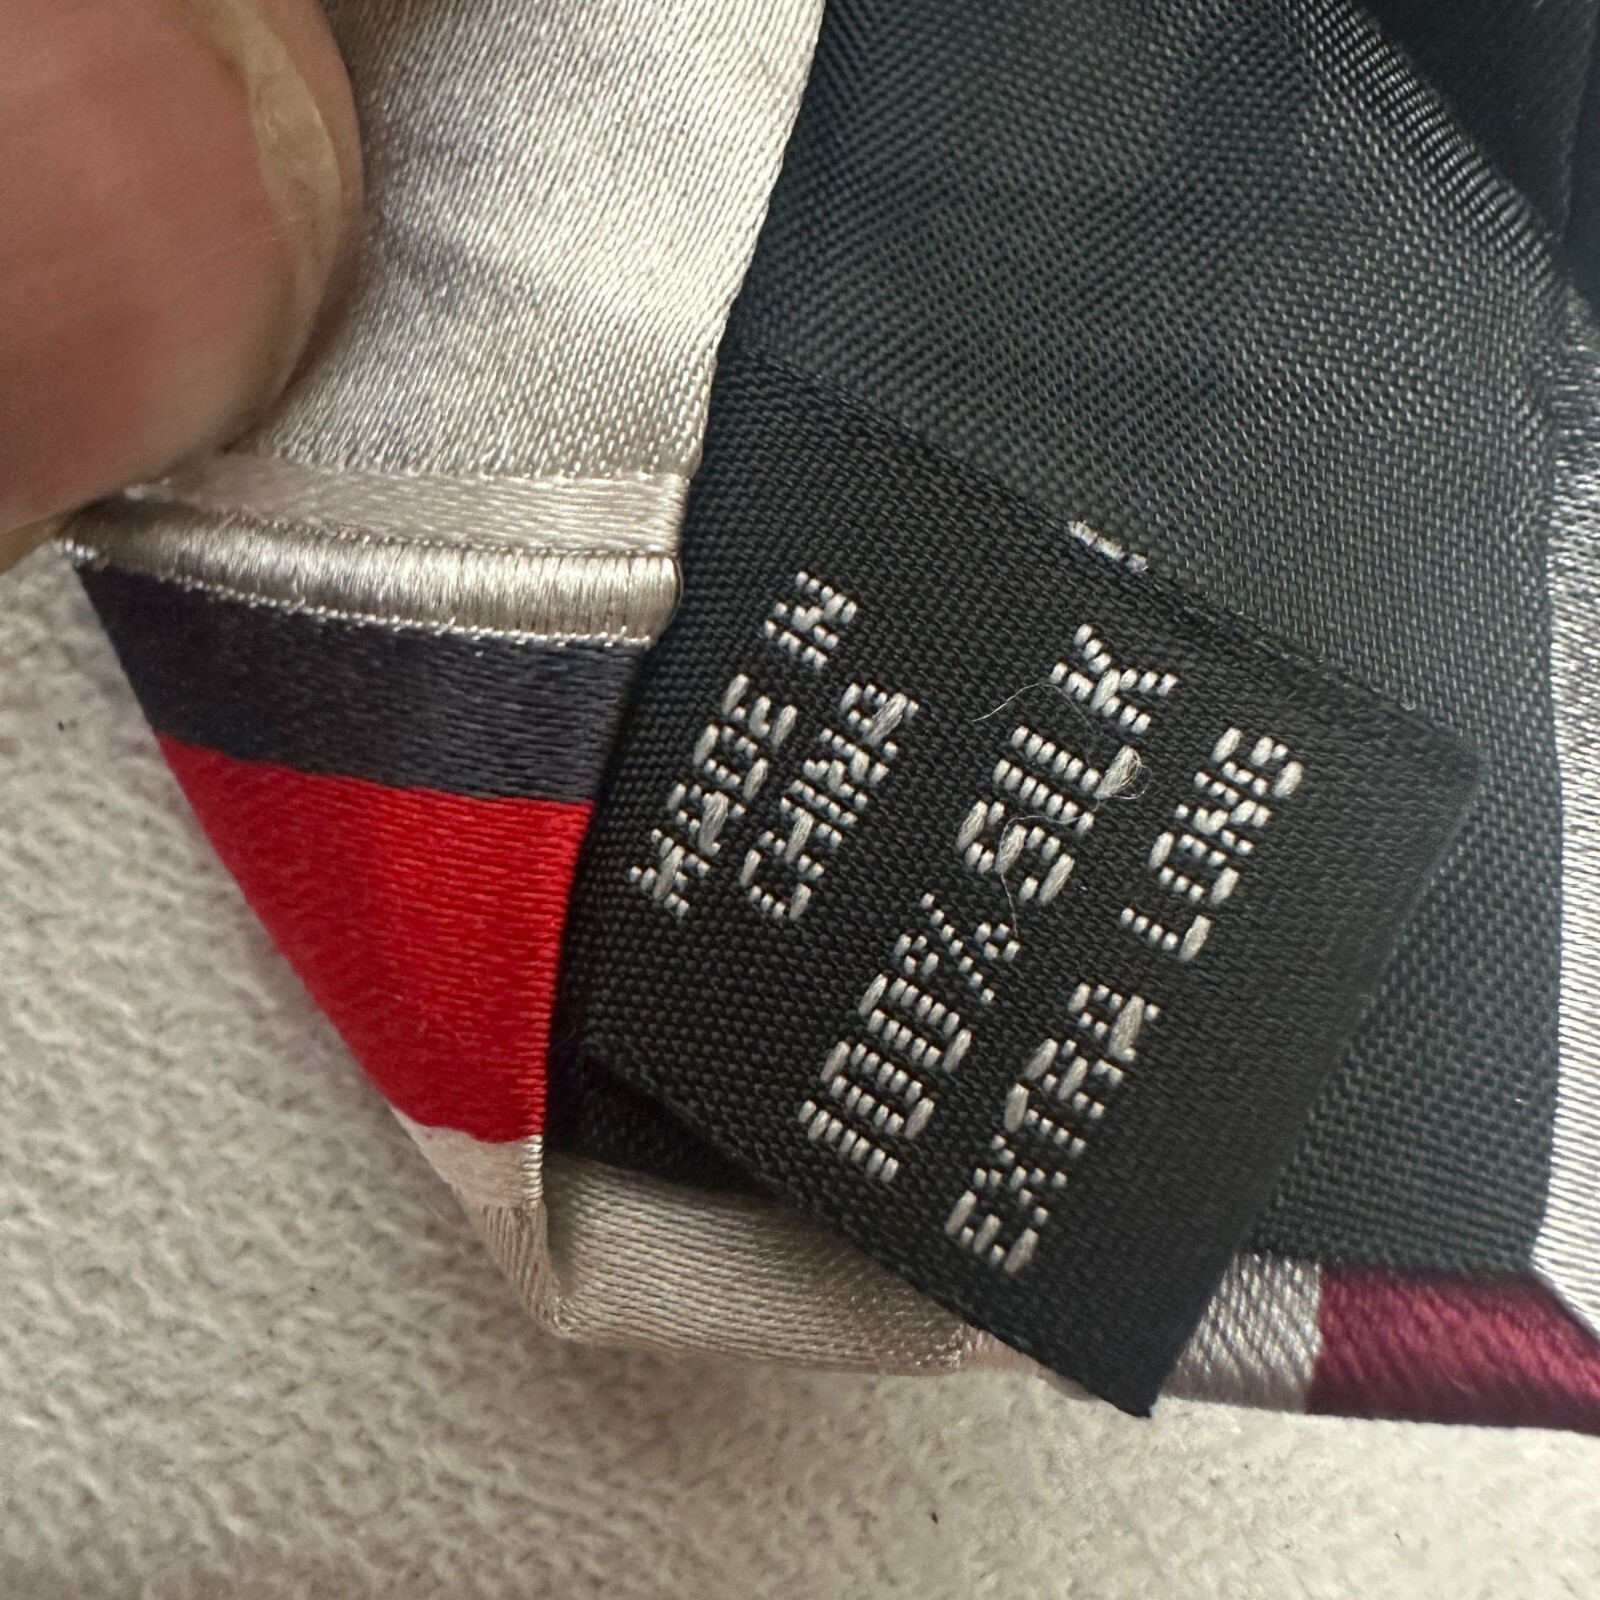 MADE IN
CHINA
100% SILK
EXTRA LONG